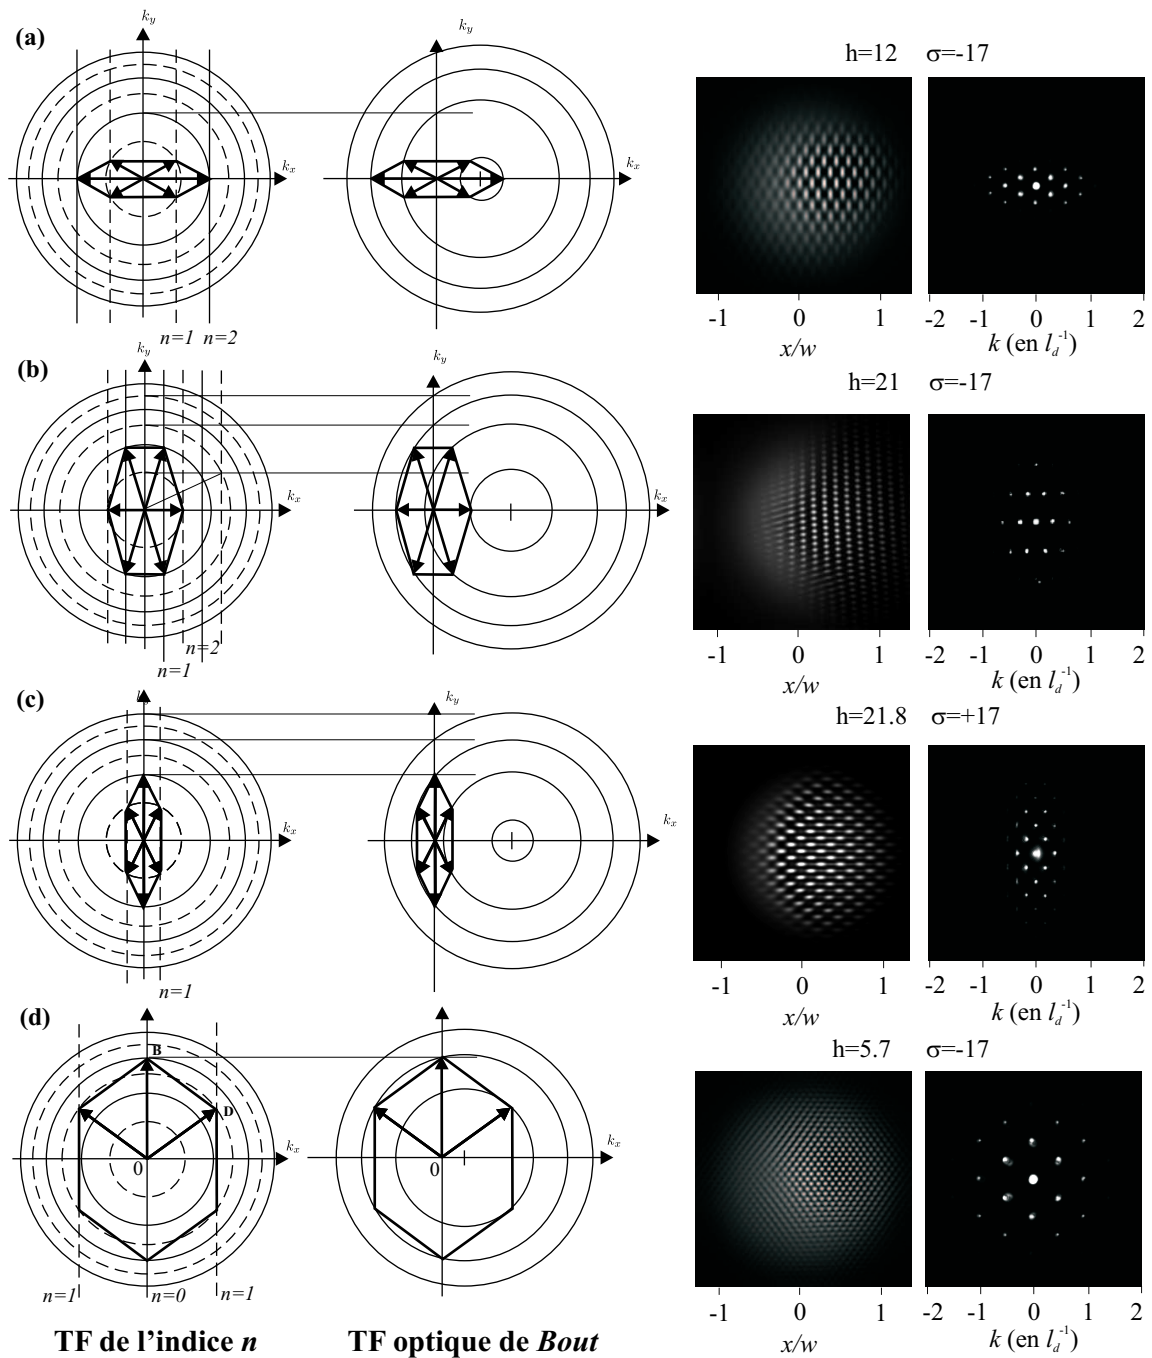 (a)
k_y
k_y
k_x
k_x
n=1 n=2
h=12 σ=-17
-1 0 1
x/w
-2 -1 0 1 2
k (en l_d^-1)
(b)
k_y
k_y
k_x
k_x
n=2
n=1
h=21 σ=-17
-1 0 1
x/w
-2 -1 0 1 2
k (en l_d^-1)
(c)
k_y
k_x
k_x
n=1
h=21.8 σ=+17
-1 0 1
x/w
-2 -1 0 1 2
k (en l_d^-1)
(d)
B
D
0
k_x
0
k_x
n=1 n=0 n=1
h=5.7 σ=-17
-1 0 1
x/w
-2 -1 0 1 2
k (en l_d^-1)
TF de l’indice n
TF optique de Bout